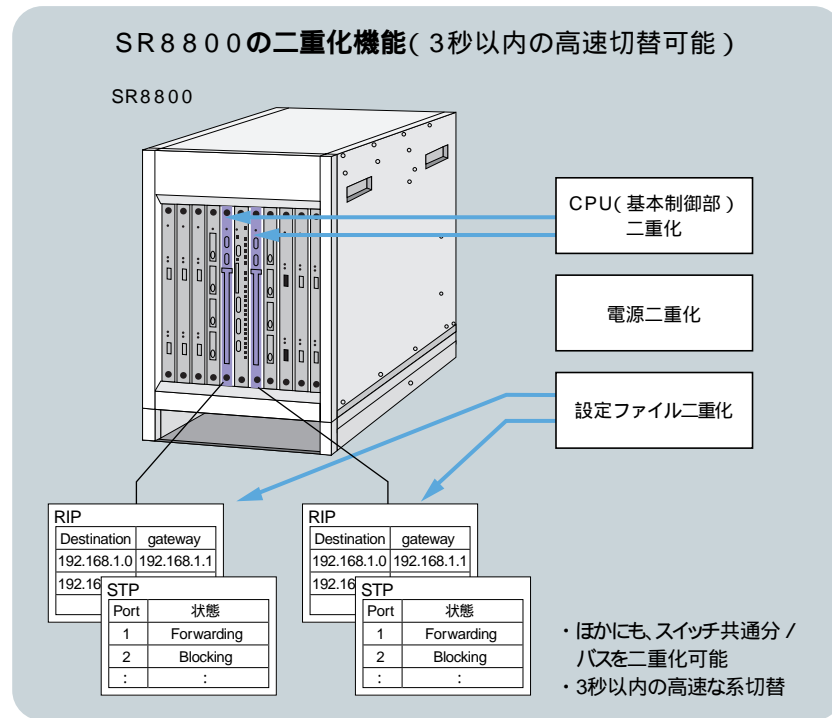 SR8800の二重化機能(3秒以内の高速切替可能)
SR8800
CPU(基本制御部)
二重化
電源二重化
設定ファイル二重化
RIP
Destination gateway
192.168.1.0 192.168.1.1
192.16
STP
Port 状態
1 Forwarding
2 Blocking
: :
RIP
Destination gateway
192.168.1.0 192.168.1.1
192.16
STP
Port 状態
1 Forwarding
2 Blocking
: :
・ほかにも、スイッチ共通分/
バスを二重化可能
・3秒以内の高速な系切替